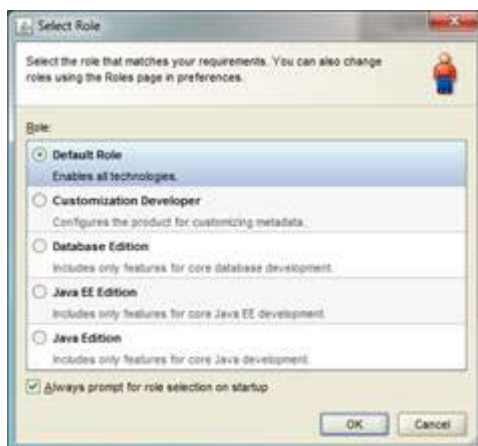 Select Role
Select the role that matches your requirements. You can also change
roles using the Roles page in preferences.
Role:
Default Role
Enables all technologies.
Customization Developer
Configures the product for customizing metadata.
Database Edition
Includes only features for core database development.
Java EE Edition
Includes only features for core Java EE development.
Java Edition
Includes only features for core Java development.
Always prompt for role selection on startup
OK
Cancel